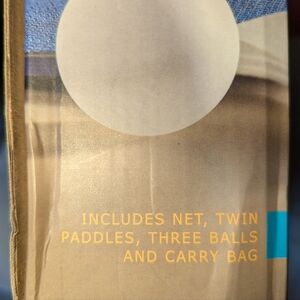 INCLUDES NET, TWIN
PADDLES, THREE BALLS
AND CARRY BAG